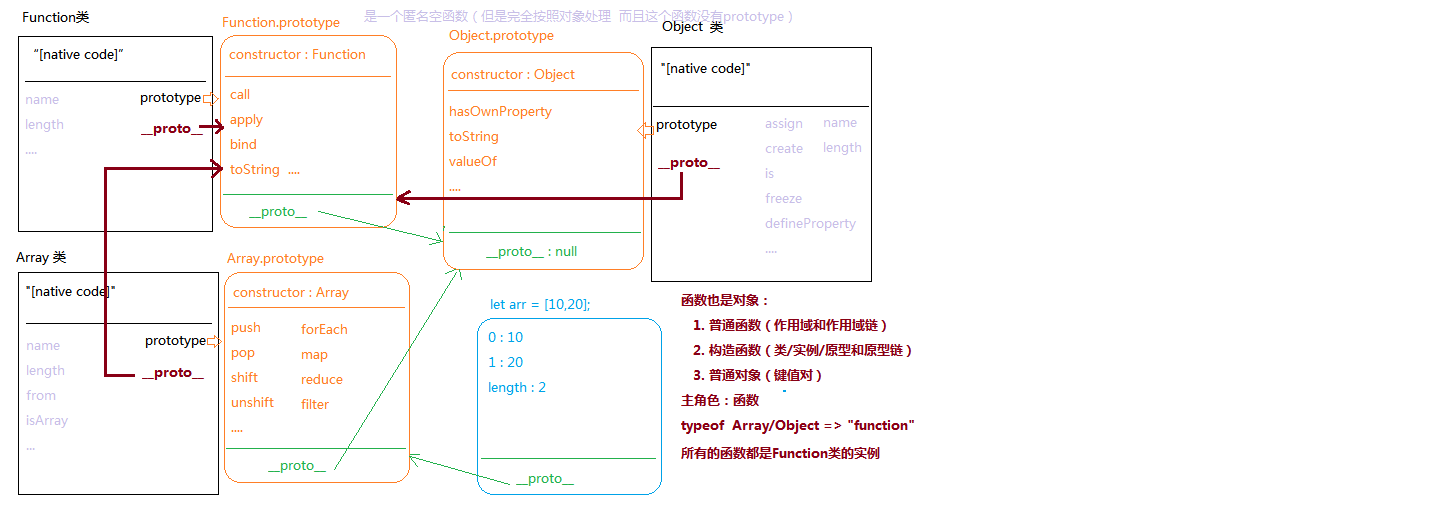 Function类
"[native code]"
name
length
....
prototype
__proto__
Function.prototype
是一个匿名空函数（但是完全按照对象处理 而且这个函数没有prototype）
constructor : Function
call
apply
bind
toString ....
__proto__
Object.prototype
constructor : Object
hasOwnProperty
toString
valueOf
....
__proto__ : null
Object 类
"[native code]"
prototype
__proto__
assign name
create length
is
freeze
defineProperty
....
Array 类
"[native code]"
name
length
from
isArray
...
prototype
__proto__
Array.prototype
constructor : Array
push forEach
pop map
shift reduce
unshift filter
....
__proto__
let arr = [10,20];
0 : 10
1 : 20
length : 2
__proto__
函数也是对象：
1. 普通函数（作用域和作用域链）
2. 构造函数（类/实例/原型和原型链）
3. 普通对象（键值对）
主角色：函数
typeof Array/Object => "function"
所有的函数都是Function类的实例